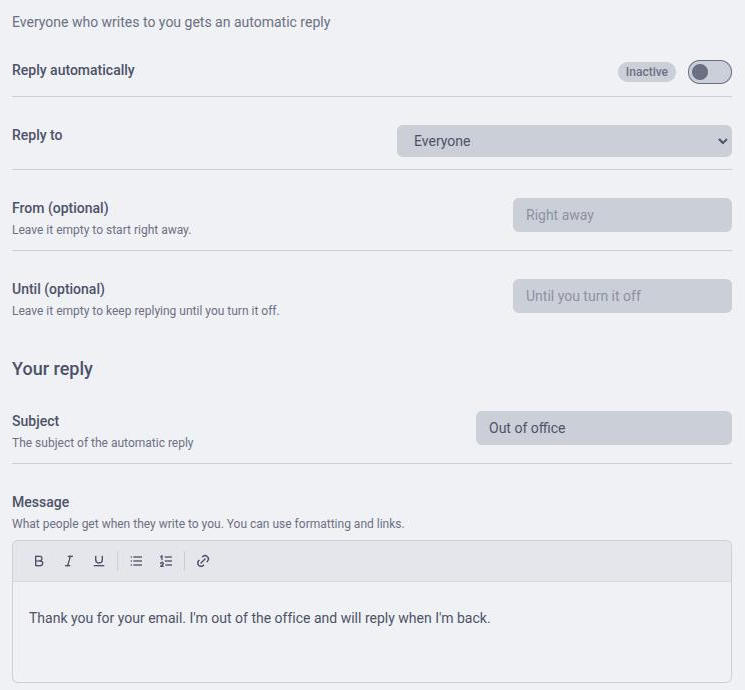 Everyone who writes to you gets an automatic reply
Reply automatically
Inactive
Reply to
Everyone
From (optional)
Right away
Leave it empty to start right away.
Until (optional)
Until you turn it off
Leave it empty to keep replying until you turn it off.
Your reply
Subject
Out of office
The subject of the automatic reply
Message
What people get when they write to you. You can use formatting and links.
B I U
Thank you for your email. I'm out of the office and will reply when I'm back.